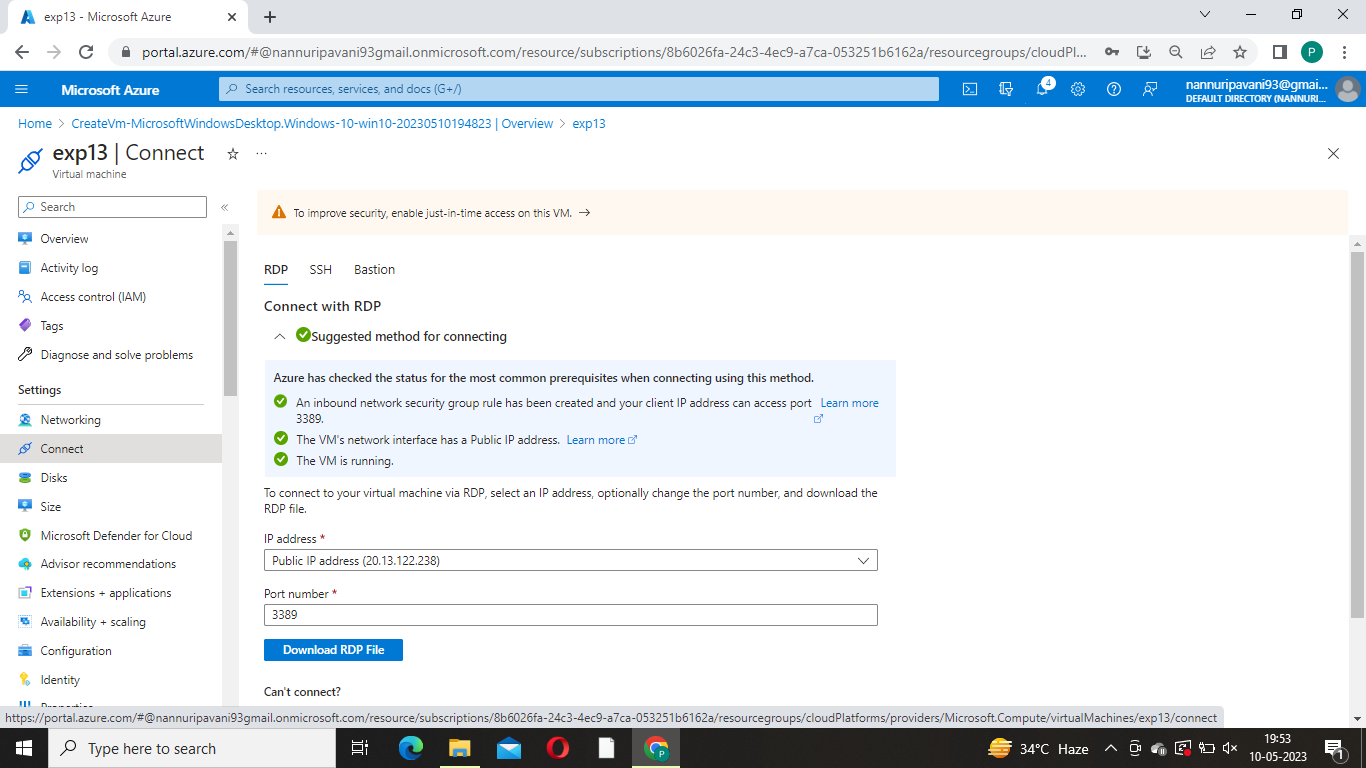 exp13 - Microsoft Azure
portal.azure.com/#@nannuripavani93gmail.onmicrosoft.com/resource/subscriptions/8b6026fa-24c3-4ec9-a7ca-053251b6162a/resourcegroups/cloudPl...
P
Microsoft Azure
Search resources, services, and docs (G+/)
4
nannuripavani93@gmai...
DEFAULT DIRECTORY (NANNURI...
Home > CreateVm-MicrosoftWindowsDesktop.Windows-10-win10-20230510194823 | Overview > exp13
exp13 | Connect
Virtual machine
Search
Overview
Activity log
Access control (IAM)
Tags
Diagnose and solve problems
Settings
Networking
Connect
Disks
Size
Microsoft Defender for Cloud
Advisor recommendations
Extensions + applications
Availability + scaling
Configuration
Identity
Properties
To improve security, enable just-in-time access on this VM. →
RDP SSH Bastion
Connect with RDP
Suggested method for connecting
Azure has checked the status for the most common prerequisites when connecting using this method.
An inbound network security group rule has been created and your client IP address can access port Learn more
3389.
The VM's network interface has a Public IP address. Learn more
The VM is running.
To connect to your virtual machine via RDP, select an IP address, optionally change the port number, and download the
RDP file.
IP address *
Public IP address (20.13.122.238)
Port number *
3389
Download RDP File
Can't connect?
https://portal.azure.com/#@nannuripavani93gmail.onmicrosoft.com/resource/subscriptions/8b6026fa-24c3-4ec9-a7ca-053251b6162a/resourcegroups/cloudPlatforms/providers/Microsoft.Compute/virtualMachines/exp13/connect
Type here to search
P
34°C Haze
19:53
10-05-2023
1